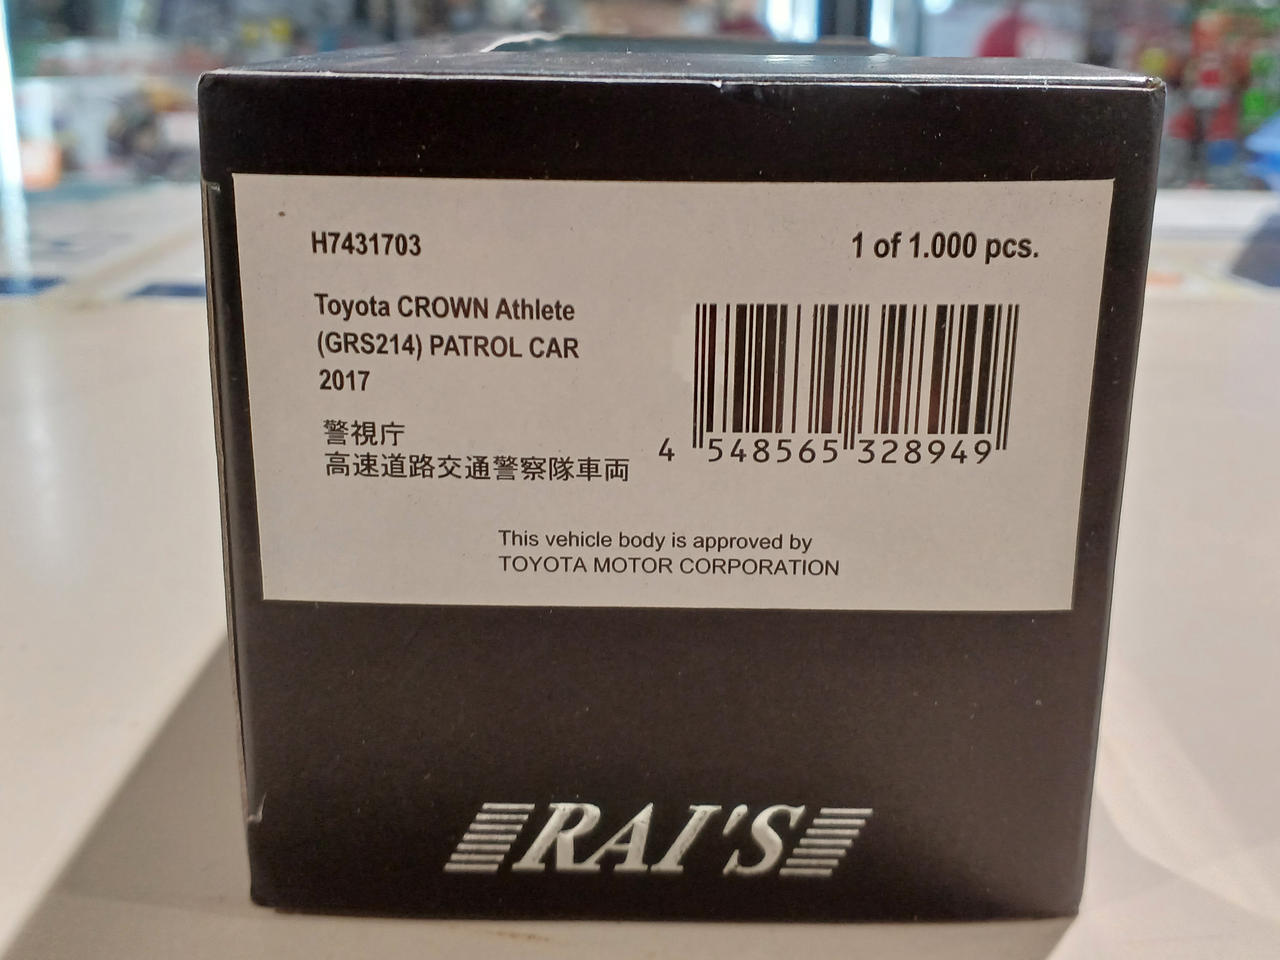 H7431703
1 of 1.000 pcs.
Toyota CROWN Athlete
(GRS214) PATROL CAR
2017
警視庁
高速道路交通警察隊車両
4 548565 328949
This vehicle body is approved by
TOYOTA MOTOR CORPORATION
RAI'S